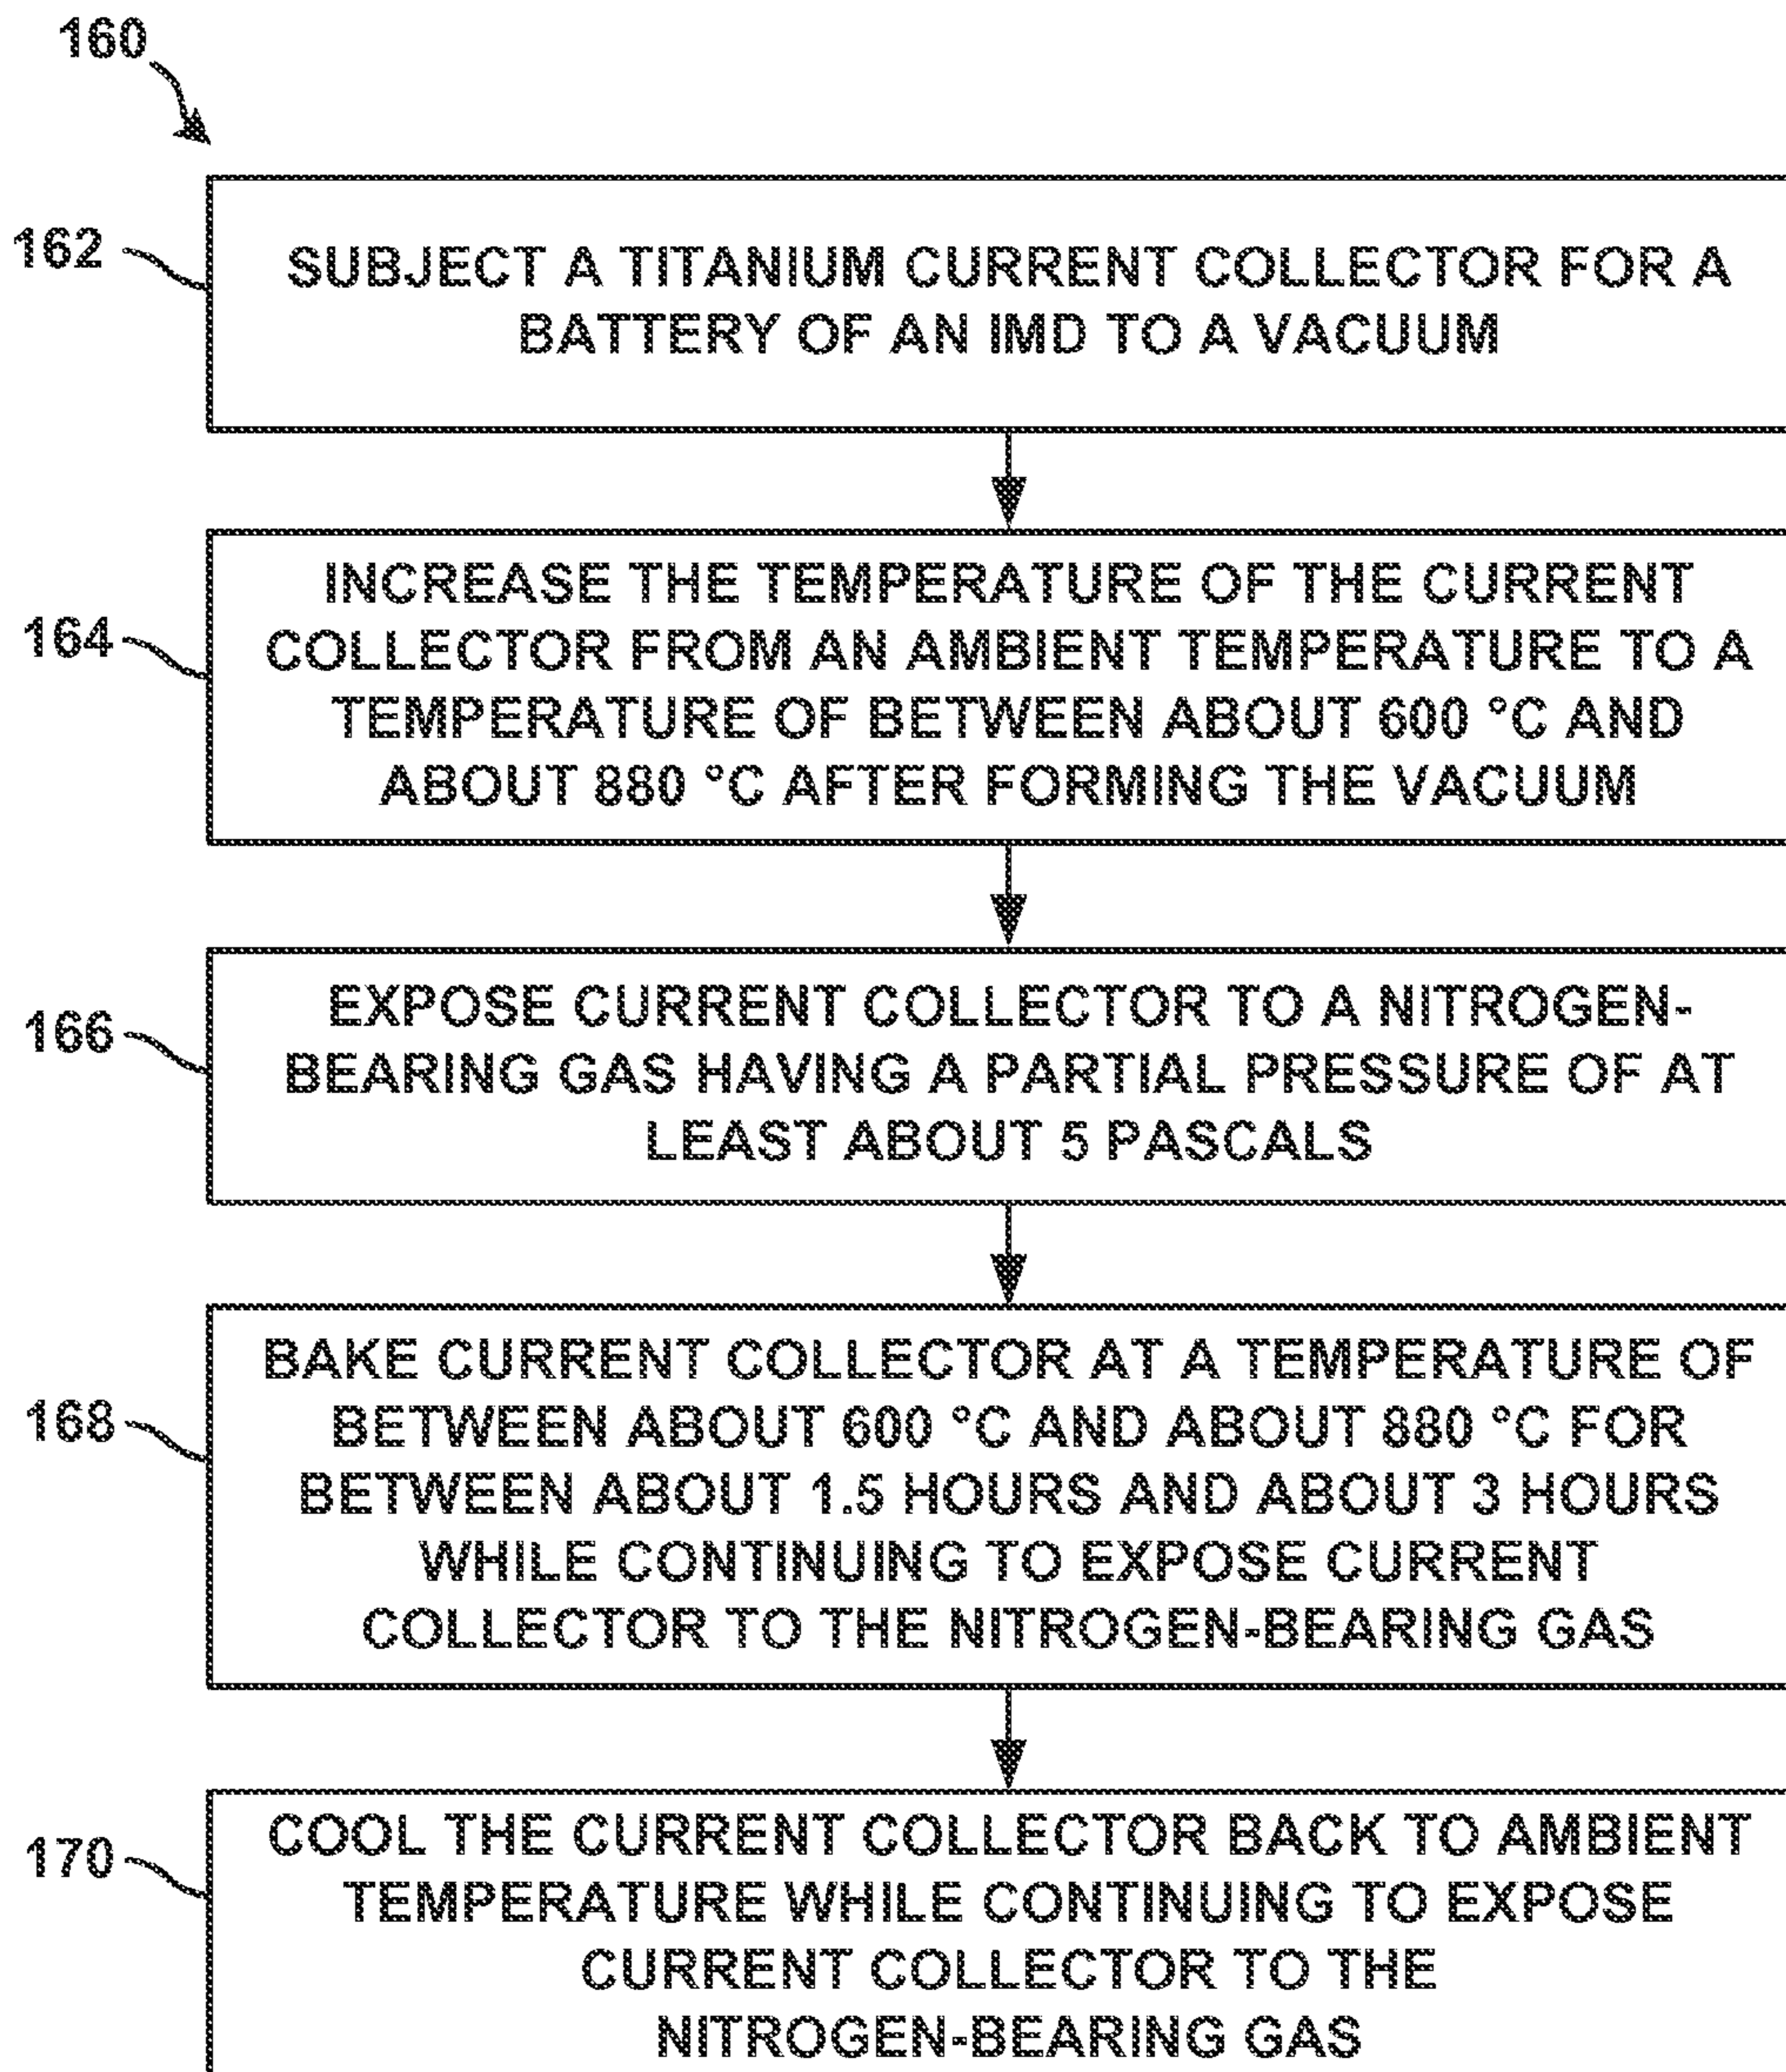 160
162
SUBJECT A TITANIUM CURRENT COLLECTOR FOR A
BATTERY OF AN IMD TO A VACUUM
164
INCREASE THE TEMPERATURE OF THE CURRENT
COLLECTOR FROM AN AMBIENT TEMPERATURE TO A
TEMPERATURE OF BETWEEN ABOUT 600 °C AND
ABOUT 880 °C AFTER FORMING THE VACUUM
166
EXPOSE CURRENT COLLECTOR TO A NITROGEN-
BEARING GAS HAVING A PARTIAL PRESSURE OF AT
LEAST ABOUT 5 PASCALS
168
BAKE CURRENT COLLECTOR AT A TEMPERATURE OF
BETWEEN ABOUT 600 °C AND ABOUT 880 °C FOR
BETWEEN ABOUT 1.5 HOURS AND ABOUT 3 HOURS
WHILE CONTINUING TO EXPOSE CURRENT
COLLECTOR TO THE NITROGEN-BEARING GAS
170
COOL THE CURRENT COLLECTOR BACK TO AMBIENT
TEMPERATURE WHILE CONTINUING TO EXPOSE
CURRENT COLLECTOR TO THE
NITROGEN-BEARING GAS